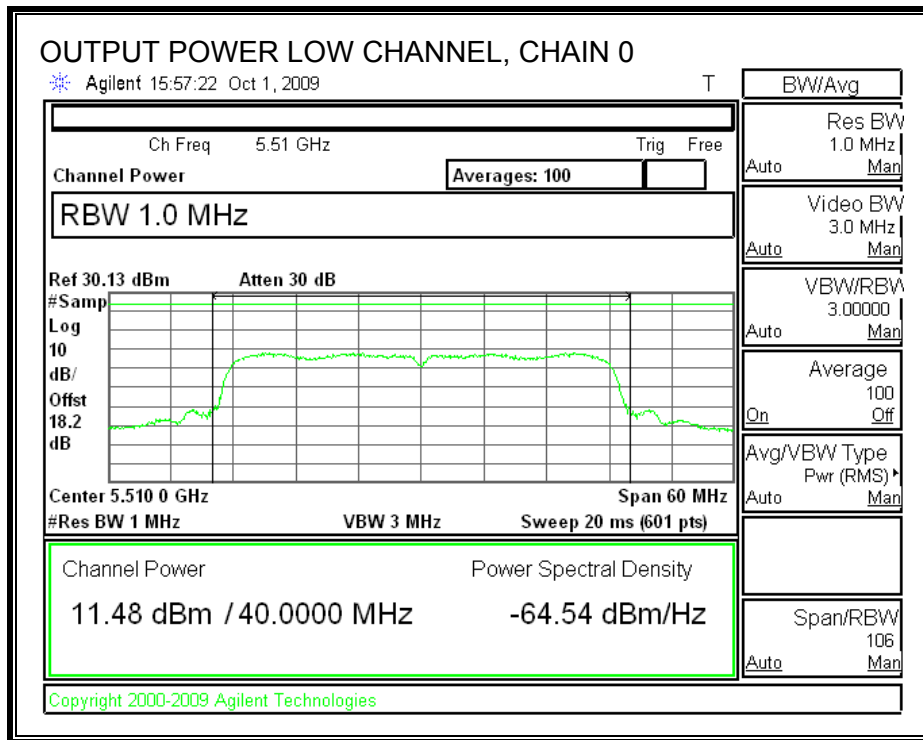 OUTPUT POWER LOW CHANNEL, CHAIN 0
Agilent 15:57:22 Oct 1, 2009 T
Ch Freq 5.51 GHz Trig Free
Channel Power Averages: 100
RBW 1.0 MHz
Ref 30.13 dBm Atten 30 dB
#Samp
Log
10
dB/
Offst
18.2
dB
Center 5.510 0 GHz Span 60 MHz
#Res BW 1 MHz VBW 3 MHz Sweep 20 ms (601 pts)
Channel Power Power Spectral Density
11.48 dBm / 40.0000 MHz -64.54 dBm/Hz
Copyright 2000-2009 Agilent Technologies
BW/Avg
Res BW
1.0 MHz
Auto Man
Video BW
3.0 MHz
Auto Man
VBW/RBW
3.00000
Auto Man
Average
100
On Off
Avg/VBW Type
Pwr (RMS)
Auto Man
Span/RBW
106
Auto Man